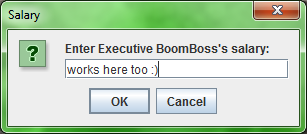 Salary
Enter Executive BoomBoss's salary:
works here too :)
OK
Cancel